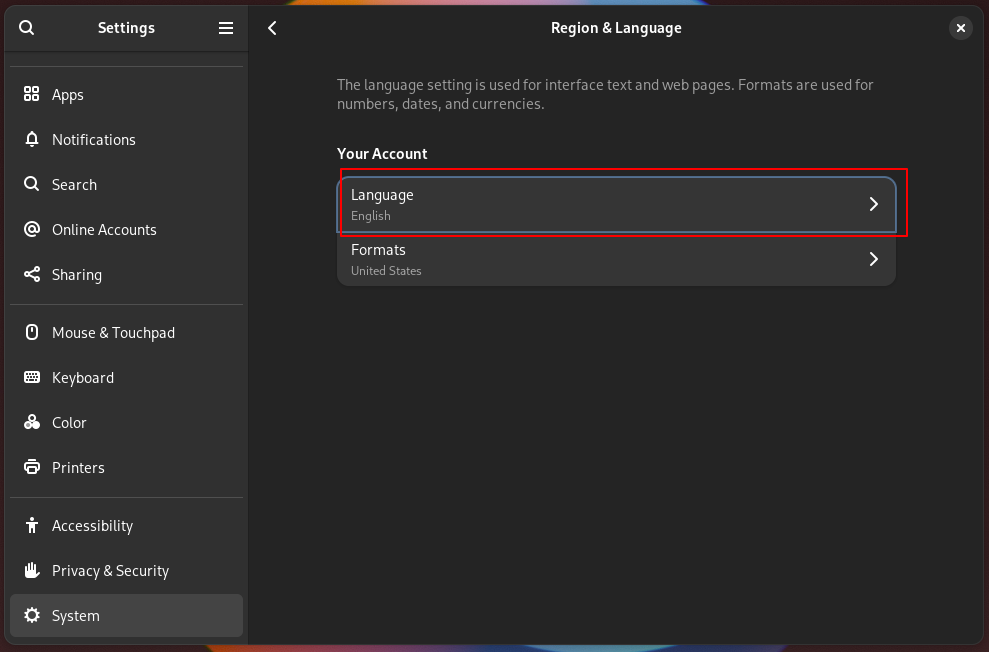 Settings
Apps
Notifications
Search
Online Accounts
Sharing
Mouse & Touchpad
Keyboard
Color
Printers
Accessibility
Privacy & Security
System
Region & Language
The language setting is used for interface text and web pages. Formats are used for
numbers, dates, and currencies.
Your Account
Language
English
Formats
United States